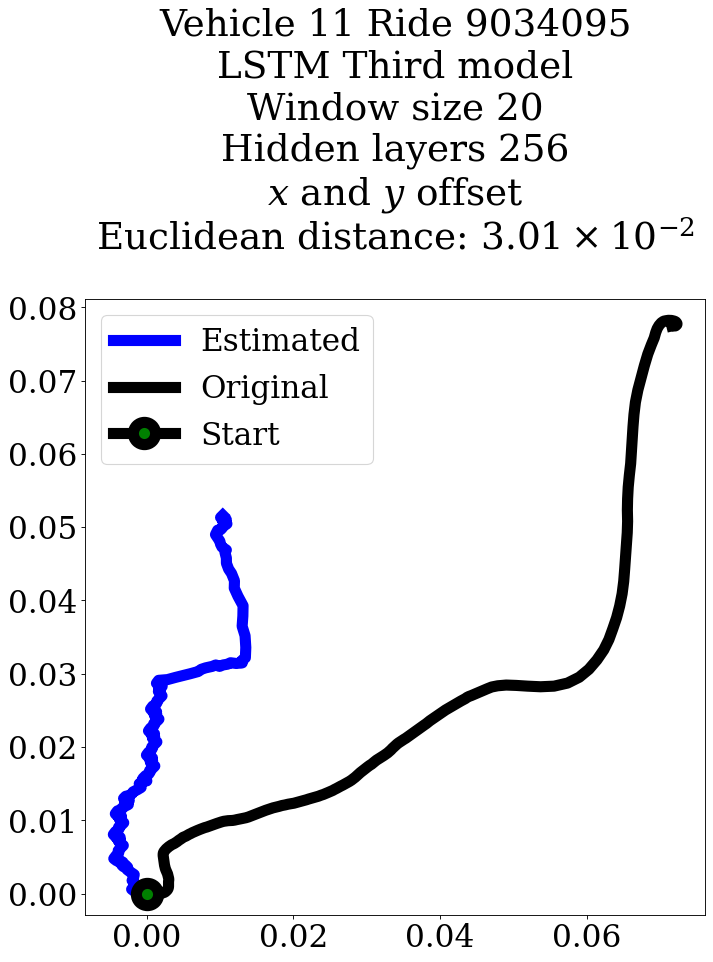 Vehicle 11 Ride 9034095
LSTM Third model
Window size 20
Hidden layers 256
x and y offset
Euclidean distance: 3.01 × 10⁻²
Estimated
Original
Start
0.08
0.07
0.06
0.05
0.04
0.03
0.02
0.01
0.00
0.00 0.02 0.04 0.06